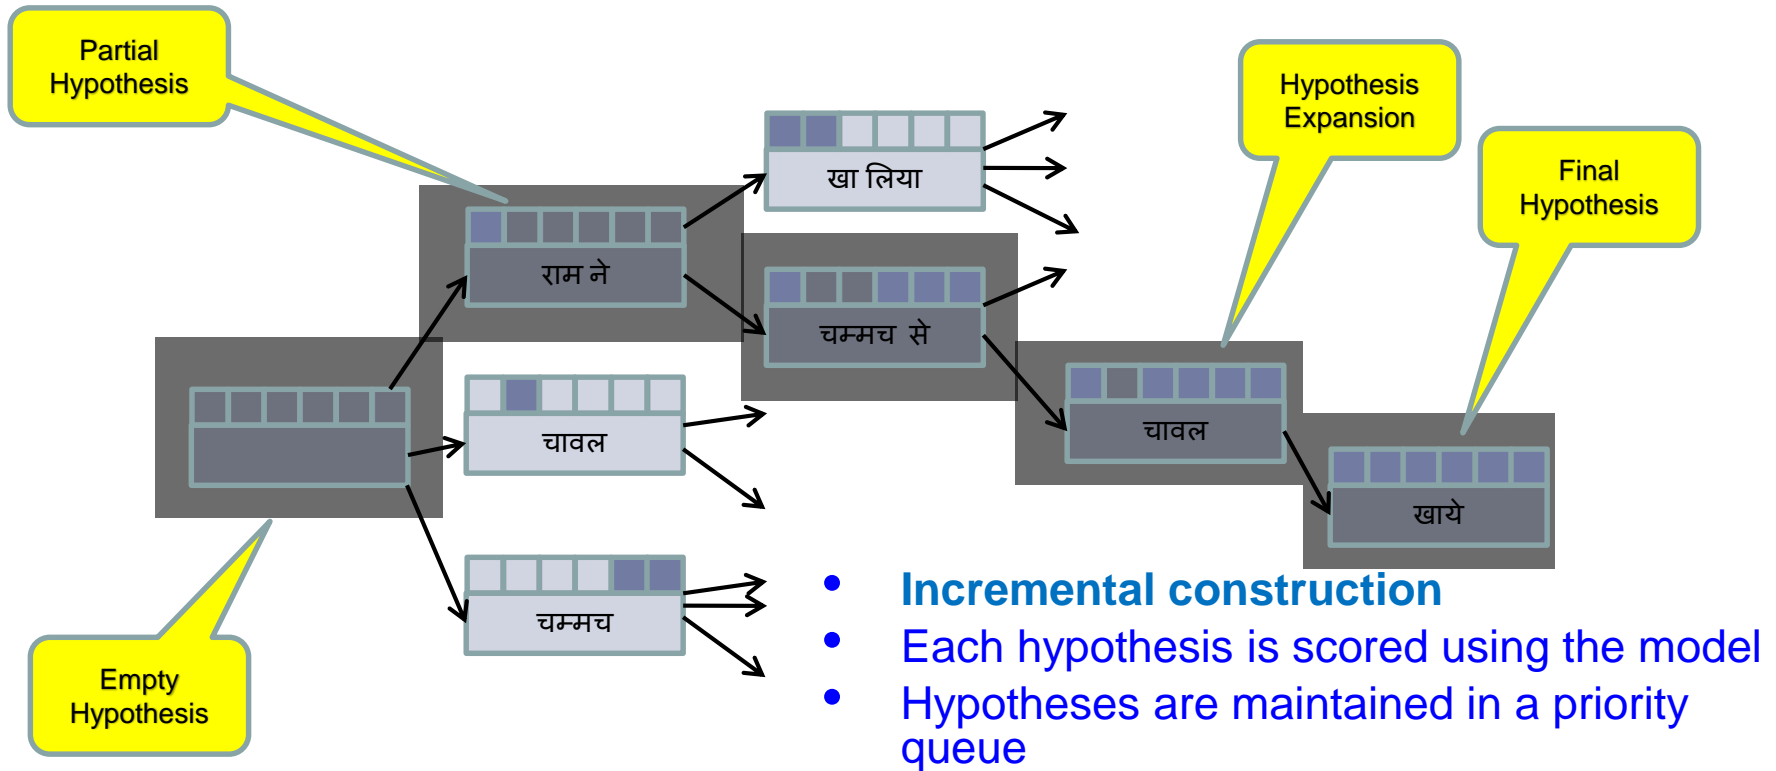 Partial
Hypothesis
Hypothesis
Expansion
Final
Hypothesis
खा लिया
राम ने
चम्मच से
चावल
चावल
खाये
चम्मच
Empty
Hypothesis
• Incremental construction
• Each hypothesis is scored using the model
• Hypotheses are maintained in a priority
queue